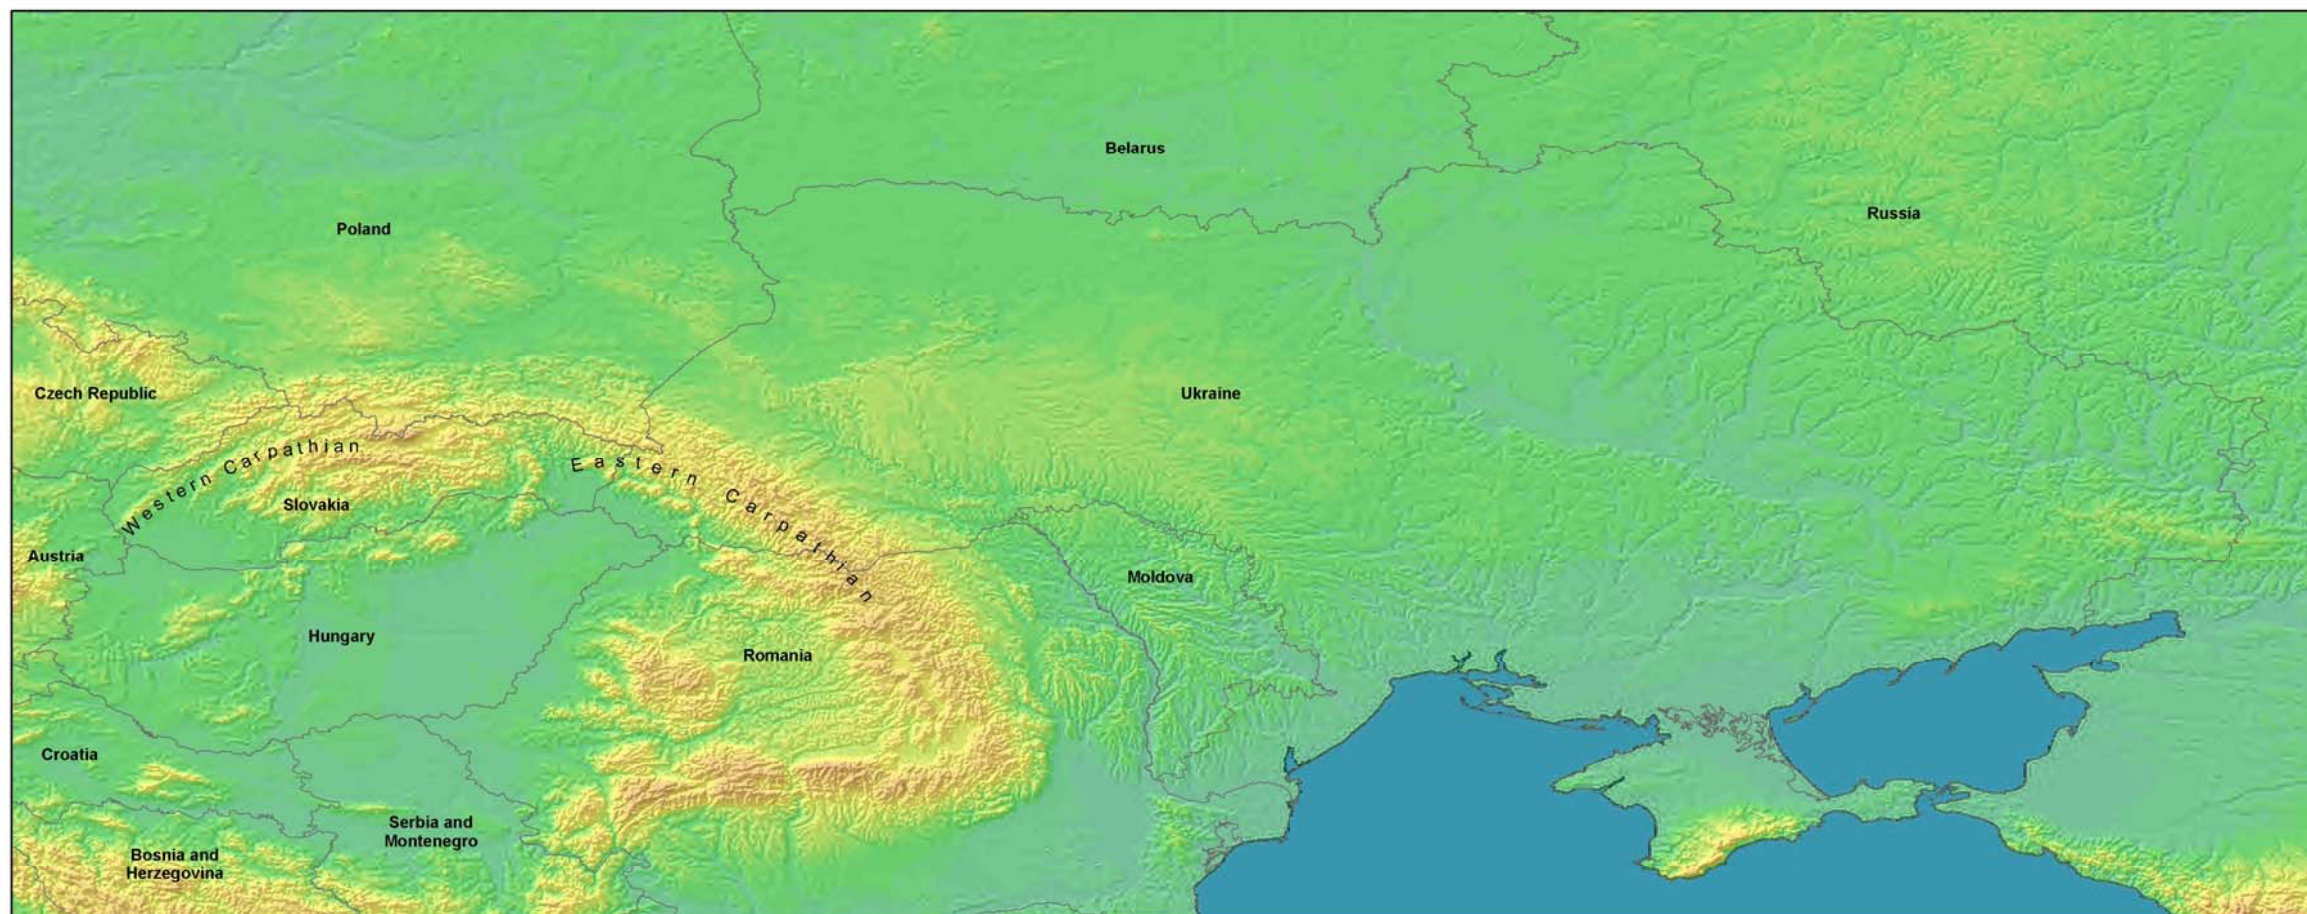 Belarus
Russia
Poland
Czech Republic
Ukraine
Western Carpathian
Eastern Carpathian
Slovakia
Austria
Moldova
Hungary
Romania
Croatia
Serbia and
Montenegro
Bosnia and
Herzegovina